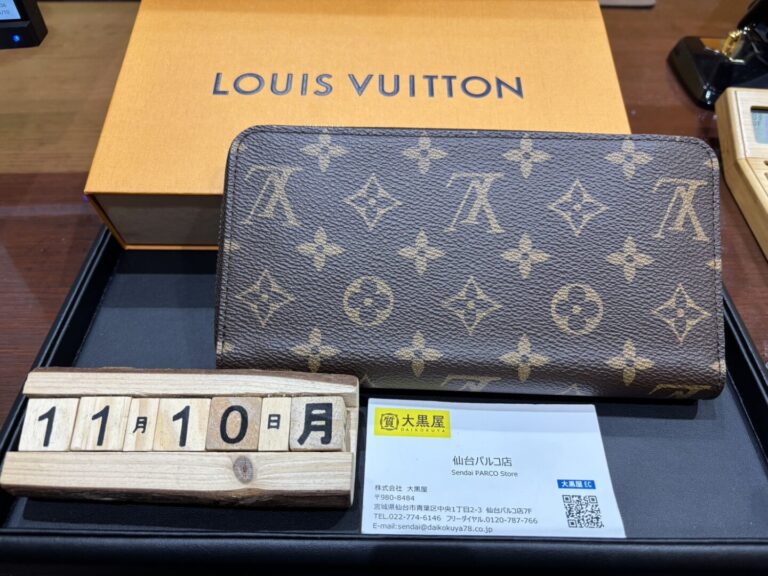 LOUIS VUITTON
11月10日月
質 大黒屋
DAIKOKUYA
仙台パルコ店
Sendai PARCO Store
株式会社 大黒屋
大黒屋 EC
〒980-8484
宮城県仙台市青葉区中央1丁目2-3 仙台パルコ店7F
TEL.022-774-6146 フリーダイヤル.0120-787-766
E-mail:sendai@daikokuya78.co.jp